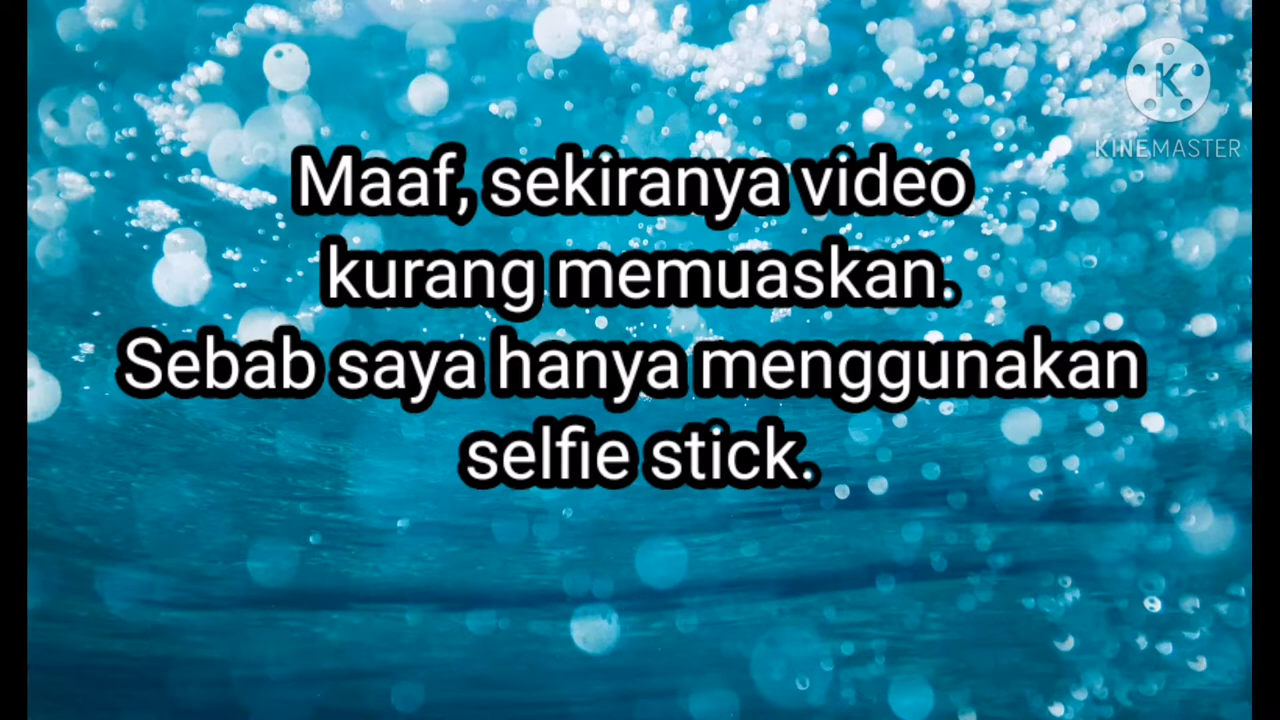 Maaf, sekiranya video
kurang memuaskan.
Sebab saya hanya menggunakan
selfie stick.
K
KINEMASTER